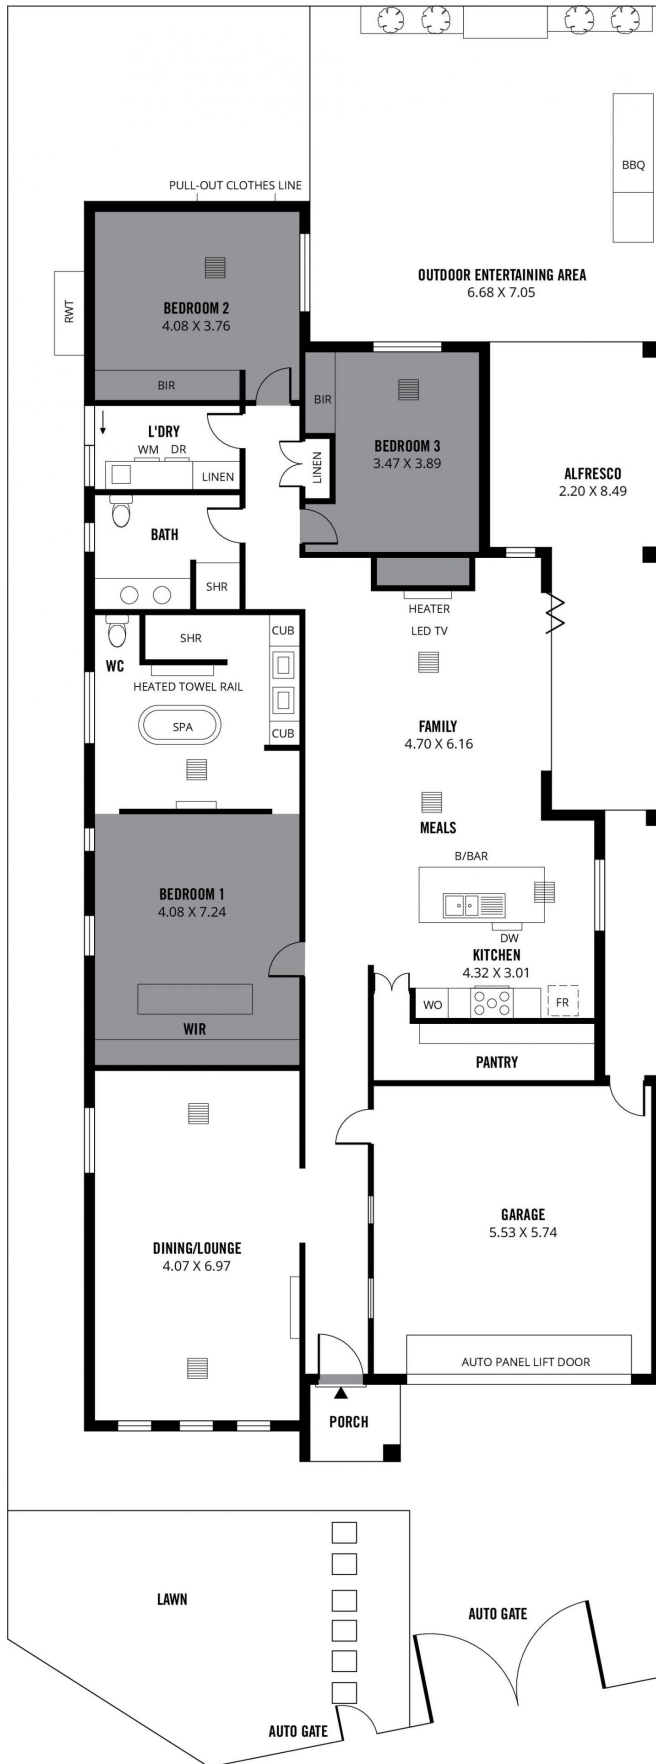 BBQ
PULL-OUT CLOTHES LINE
OUTDOOR ENTERTAINING AREA
6.68 X 7.05
RWT
BEDROOM 2
4.08 X 3.76
BIR
BIR
L'DRY
WM DR
LINEN
LINEN
BEDROOM 3
3.47 X 3.89
ALFRESCO
2.20 X 8.49
BATH
SHR
HEATER
LED TV
CUB
SHR
WC
HEATED TOWEL RAIL
SPA
CUB
FAMILY
4.70 X 6.16
MEALS
B/BAR
BEDROOM 1
4.08 X 7.24
DW
KITCHEN
4.32 X 3.01
WO
FR
WIR
PANTRY
GARAGE
5.53 X 5.74
DINING/LOUNGE
4.07 X 6.97
AUTO PANEL LIFT DOOR
PORCH
LAWN
AUTO GATE
AUTO GATE